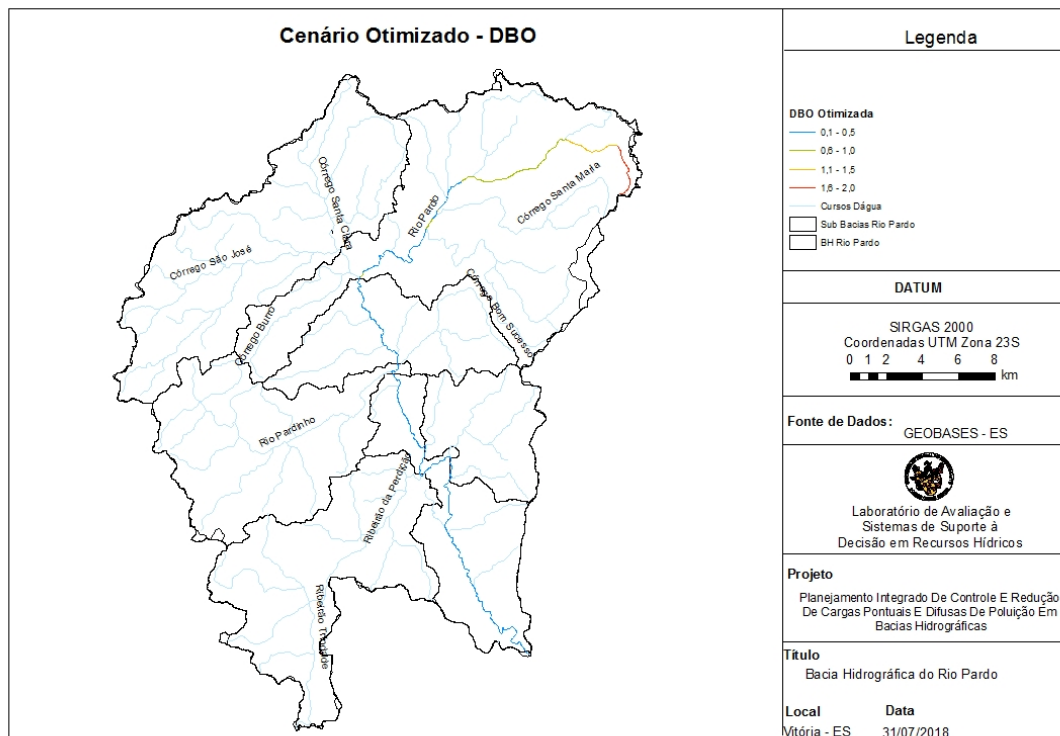 Cenário Otimizado - DBO
Córrego Santa Clara
Rio Pardo
Córrego Santa Maria
Córrego São José
Córrego Burro
Córrego Bom Sucesso
Rio Pardinho
Ribeirão da Perdição
Ribeirão Trindade
Legenda
DBO Otimizada
0,1 - 0,5
0,6 - 1,0
1,1 - 1,5
1,6 - 2,0
Cursos Dágua
Sub Bacias Rio Pardo
BH Rio Pardo
DATUM
SIRGAS 2000
Coordenadas UTM Zona 23S
0 1 2 4 6 8
km
Fonte de Dados:
GEOBASES - ES
Laboratório de Avaliação e
Sistemas de Suporte à
Decisão em Recursos Hídricos
Projeto
Planejamento Integrado De Controle E Redução
De Cargas Pontuais E Difusas De Poluição Em
Bacias Hidrográficas
Título
Bacia Hidrográfica do Rio Pardo
Local Data
Vitória - ES 31/07/2018